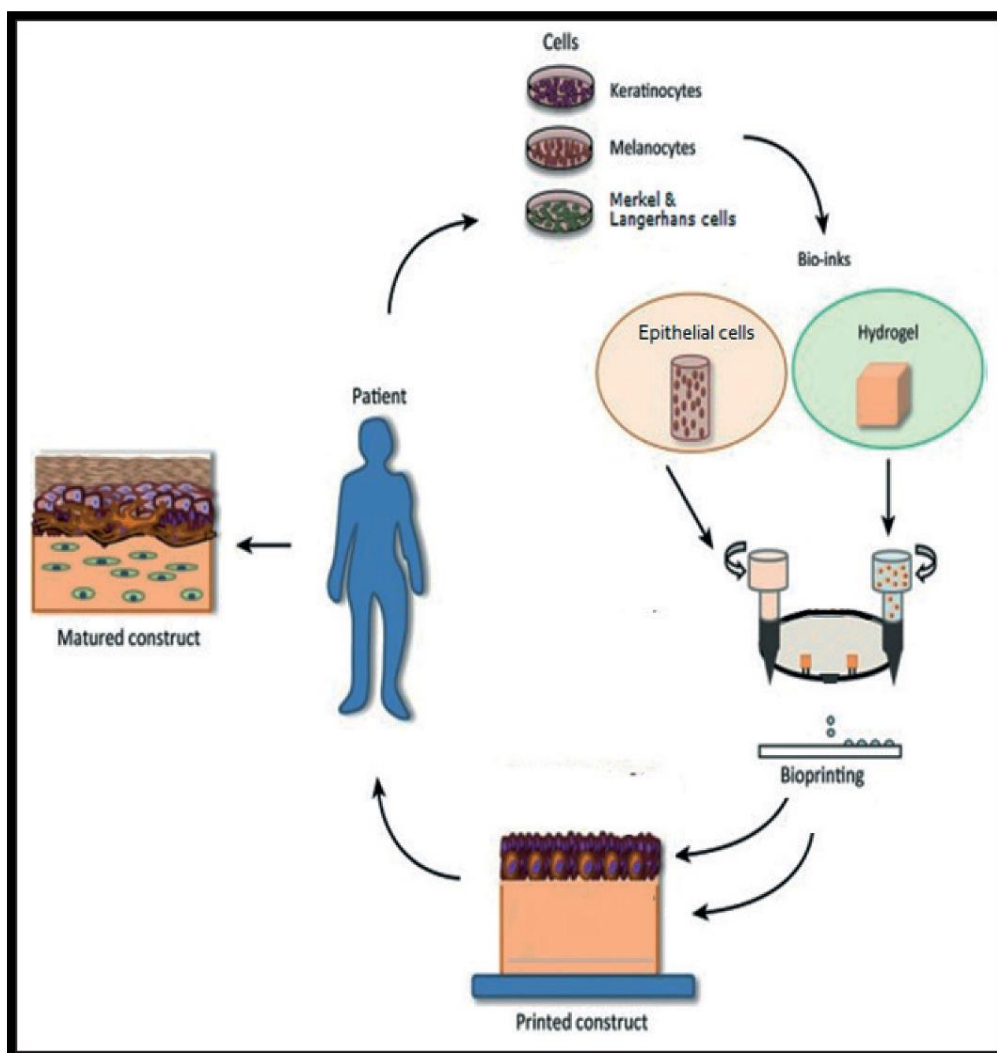 Cells
Keratinocytes
Melanocytes
Merkel &
Langerhans cells
Bio-inks
Epithelial cells
Hydrogel
Patient
Matured construct
Bioprinting
Printed construct